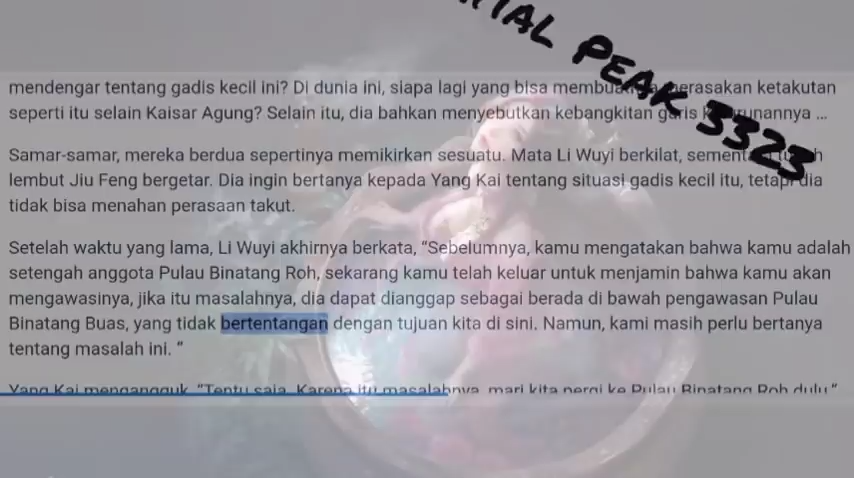 PEAK 3323
mendengar tentang gadis kecil ini? Di dunia ini, siapa lagi yang bisa merasakan ketakutan
seperti itu selain Kaisar Agung? Selain itu, dia bahkan menyebutkan kebangkitan garis
Samar-samar, mereka berdua sepertinya memikirkan sesuatu. Mata Li Wuyi berkilat,
lembut Jiu Feng bergetar. Dia ingin bertanya kepada Yang Kai tentang situasi gadis kecil itu, tetapi dia
tidak bisa menahan perasaan takut.
Setelah waktu yang lama, Li Wuyi akhirnya berkata, “Sebelumnya, kamu mengatakan bahwa kamu adalah
setengah anggota Pulau Binatang Roh, sekarang kamu telah keluar untuk menjamin bahwa kamu akan
mengawasinya, jika itu masalahnya, dia dapat dianggap sebagai berada di bawah pengawasan Pulau
Binatang Buas, yang tidak bertentangan dengan tujuan kita di sini. Namun, kami masih perlu bertanya
tentang masalah ini. ”
Yang Kai mengangguk, “Tentu saja. Karena itu masalahnya, mari kita pergi ke Pulau Binatang Roh dulu.”